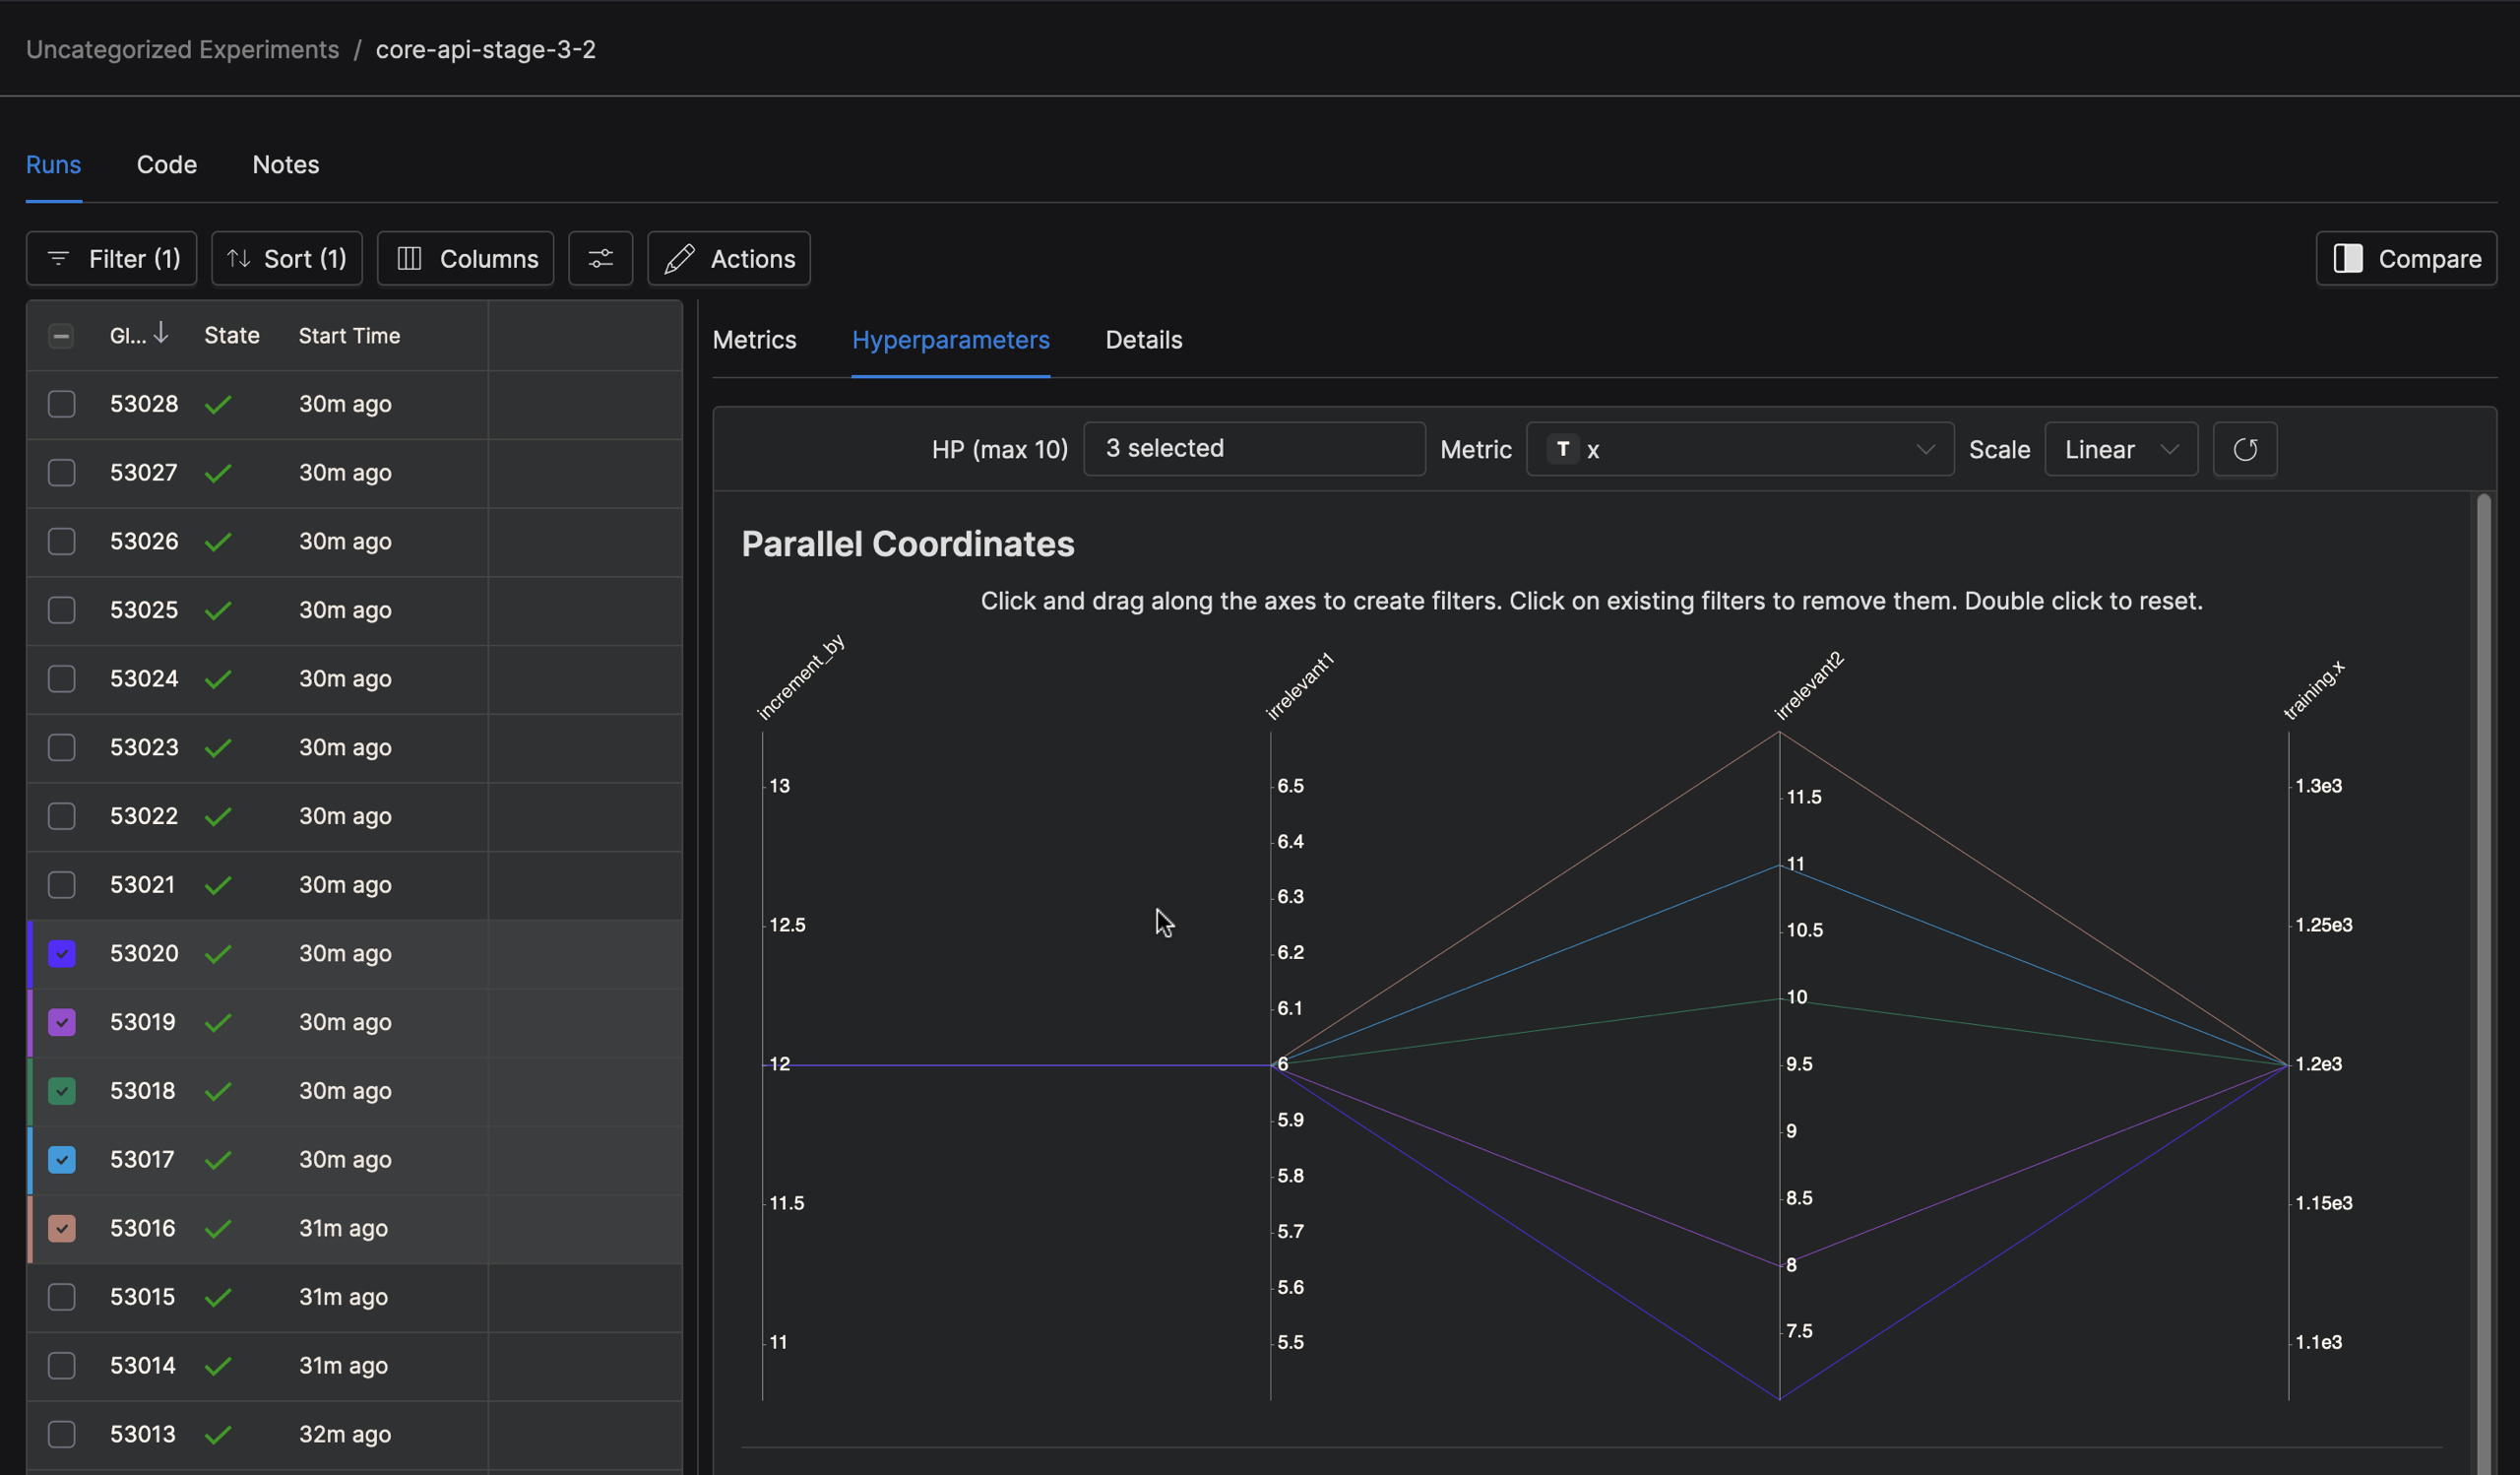 Uncategorized Experiments / core-api-stage-3-2
Runs Code Notes
Filter (1) Sort (1) Columns Actions Compare
Gl... State Start Time
53028 30m ago
53027 30m ago
53026 30m ago
53025 30m ago
53024 30m ago
53023 30m ago
53022 30m ago
53021 30m ago
53020 30m ago
53019 30m ago
53018 30m ago
53017 30m ago
53016 31m ago
53015 31m ago
53014 31m ago
53013 32m ago
Metrics Hyperparameters Details
HP (max 10) 3 selected Metric T x Scale Linear
Parallel Coordinates
Click and drag along the axes to create filters. Click on existing filters to remove them. Double click to reset.
increment_by
13
12.5
12
11.5
11
irrelevant1
6.5
6.4
6.3
6.2
6.1
6
5.9
5.8
5.7
5.6
5.5
irrelevant2
11.5
11
10.5
10
9.5
9
8.5
8
7.5
training.x
1.3e3
1.25e3
1.2e3
1.15e3
1.1e3